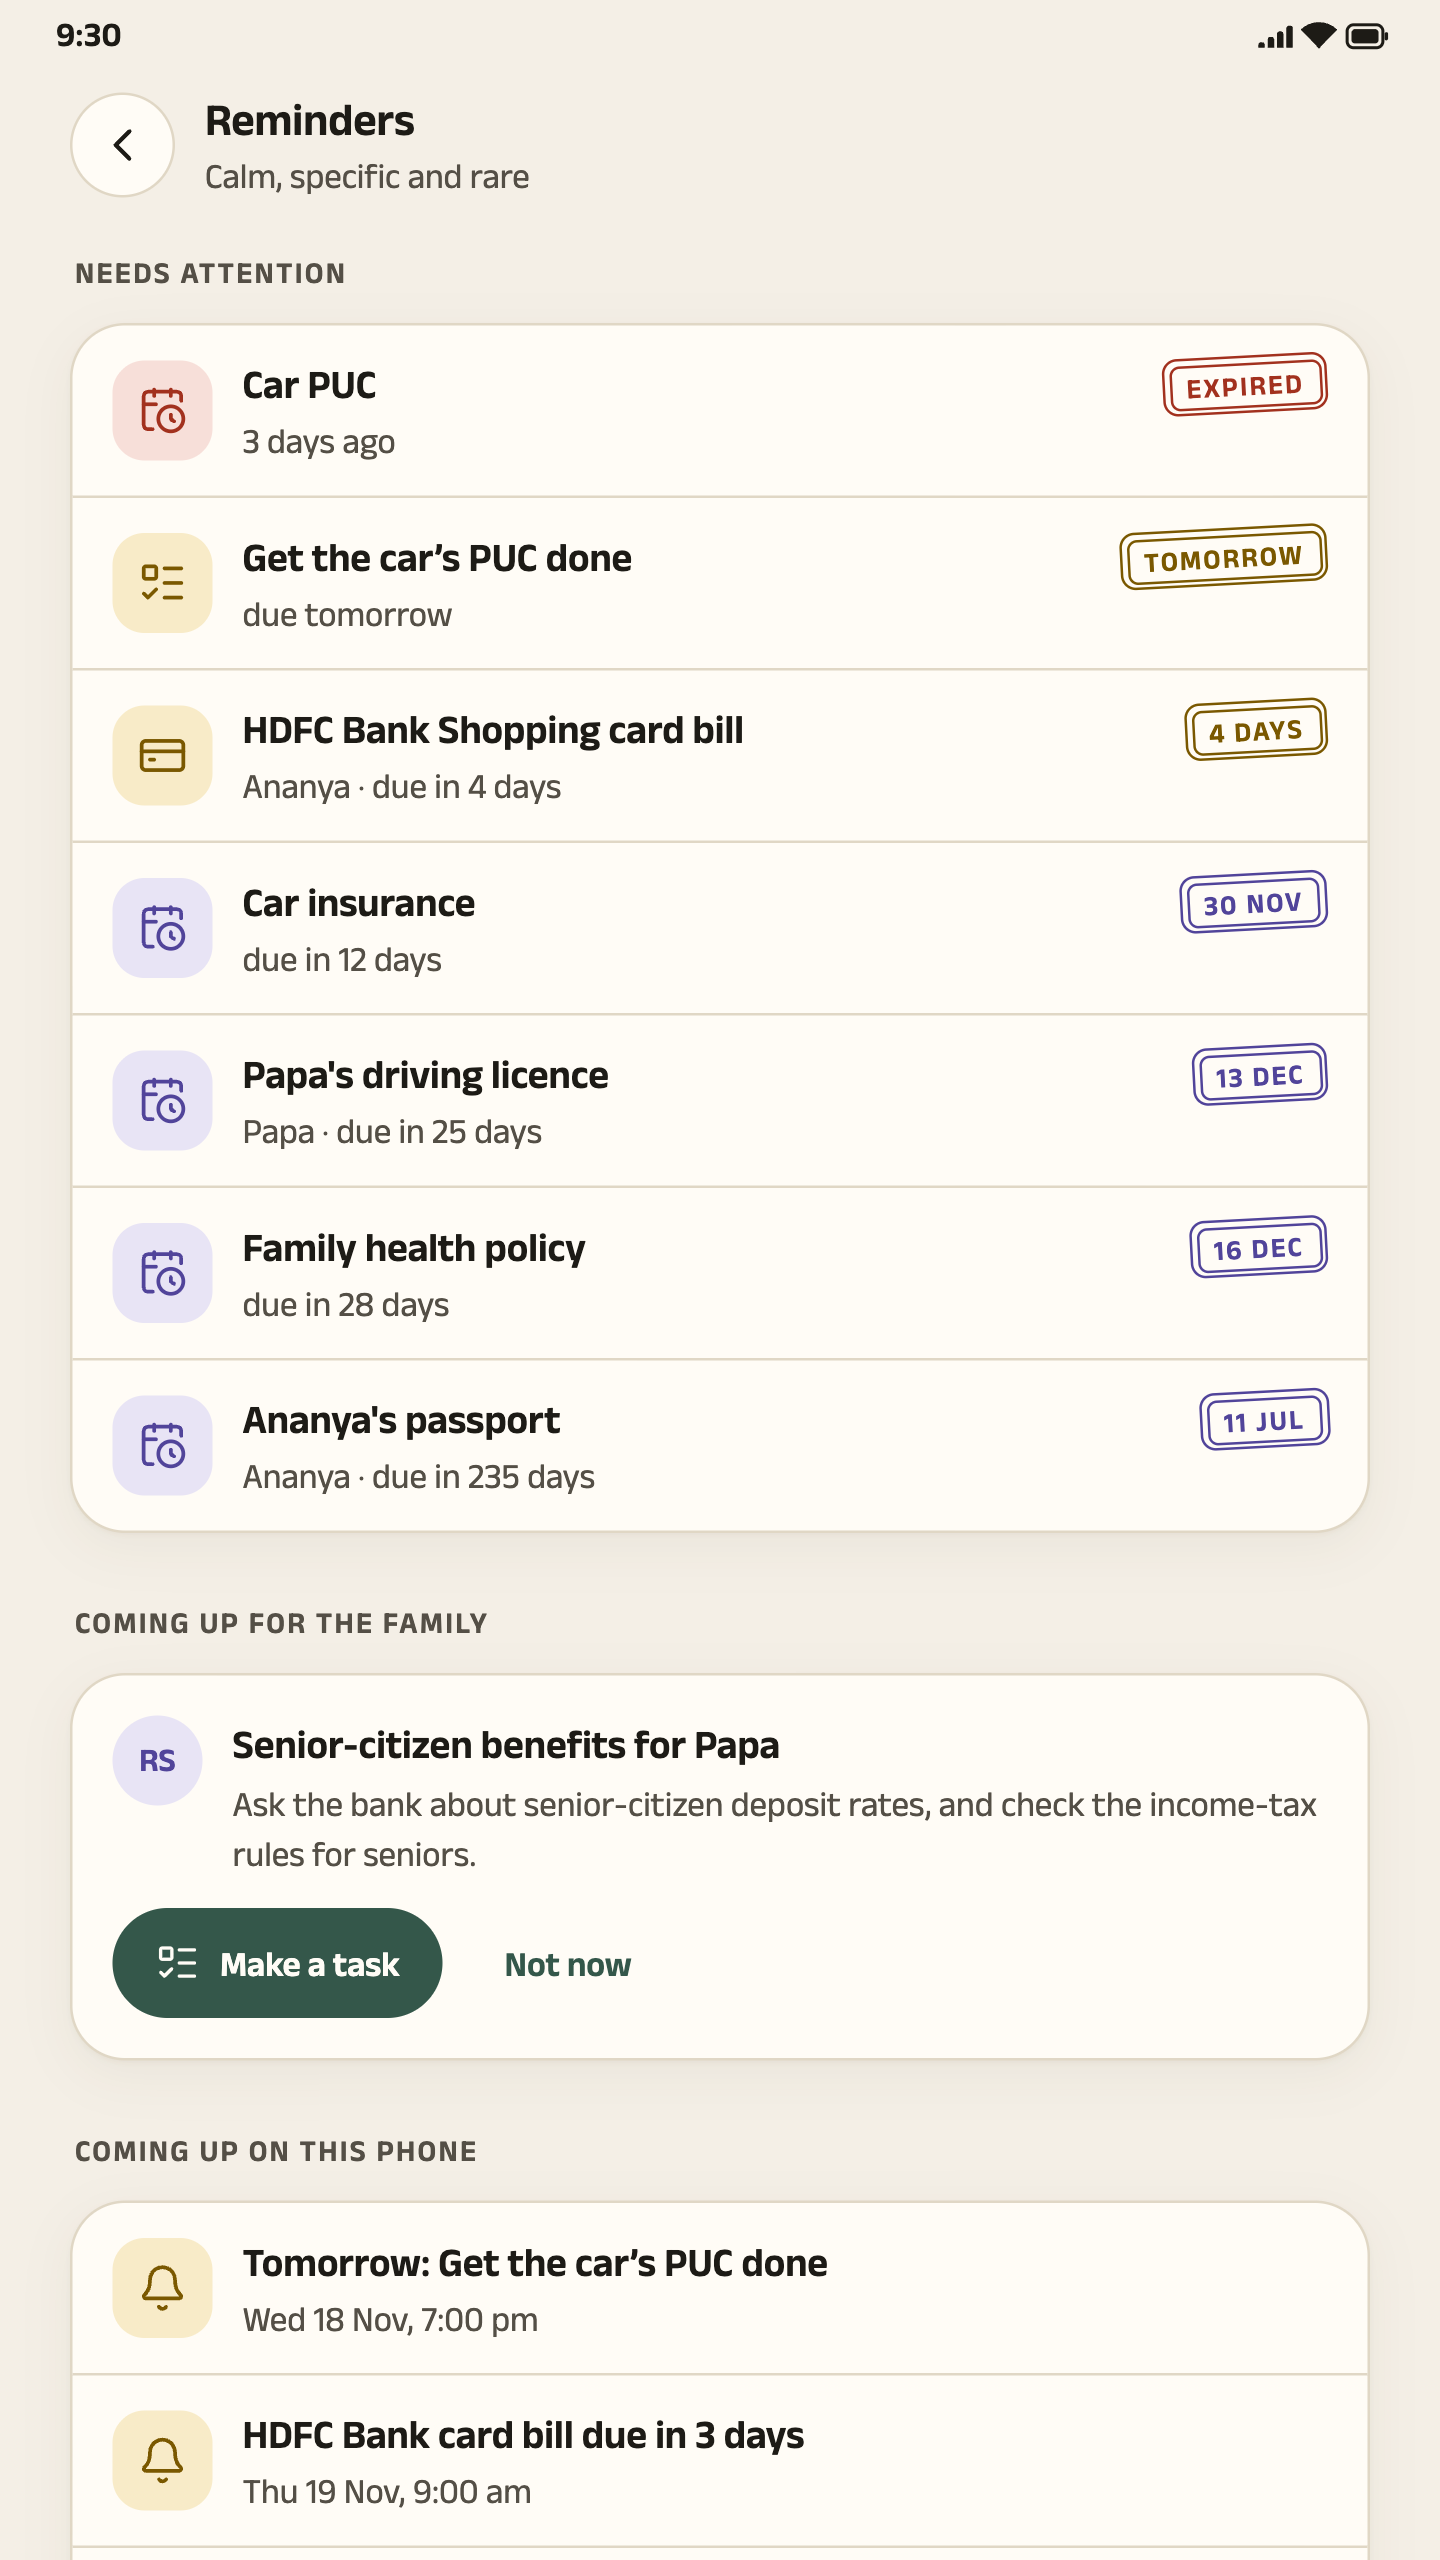 9:30
Reminders
Calm, specific and rare
NEEDS ATTENTION
Car PUC
EXPIRED
3 days ago
Get the car’s PUC done
TOMORROW
due tomorrow
HDFC Bank Shopping card bill
4 DAYS
Ananya · due in 4 days
Car insurance
30 NOV
due in 12 days
Papa's driving licence
13 DEC
Papa · due in 25 days
Family health policy
16 DEC
due in 28 days
Ananya's passport
11 JUL
Ananya · due in 235 days
COMING UP FOR THE FAMILY
RS
Senior-citizen benefits for Papa
Ask the bank about senior-citizen deposit rates, and check the income-tax
rules for seniors.
Make a task
Not now
COMING UP ON THIS PHONE
Tomorrow: Get the car’s PUC done
Wed 18 Nov, 7:00 pm
HDFC Bank card bill due in 3 days
Thu 19 Nov, 9:00 am